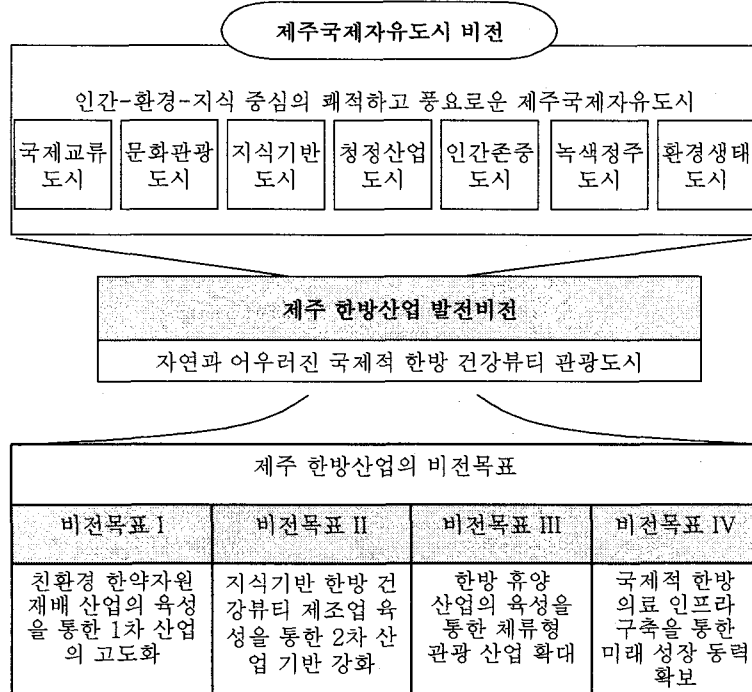 제주국제자유도시 비전
인간-환경-지식 중심의 쾌적하고 풍요로운 제주국제자유도시
국제교류
도시
문화관광
도시
지식기반
도시
청정산업
도시
인간존중
도시
녹색정주
도시
환경생태
도시
제주 한방산업 발전비전
자연과 어우러진 국제적 한방 건강뷰티 관광도시
제주 한방산업의 비전목표
비전목표 I
비전목표 II
비전목표 III
비전목표 IV
친환경 한약자원
재배 산업의 육성
을 통한 1차 산업
의 고도화
지식기반 한방 건
강뷰티 제조업 육
성을 통한 2차 산
업 기반 강화
한방 휴양
산업의 육성을
통한 체류형
관광 산업 확대
국제적 한방
의료 인프라
구축을 통한
미래 성장 동력
확보